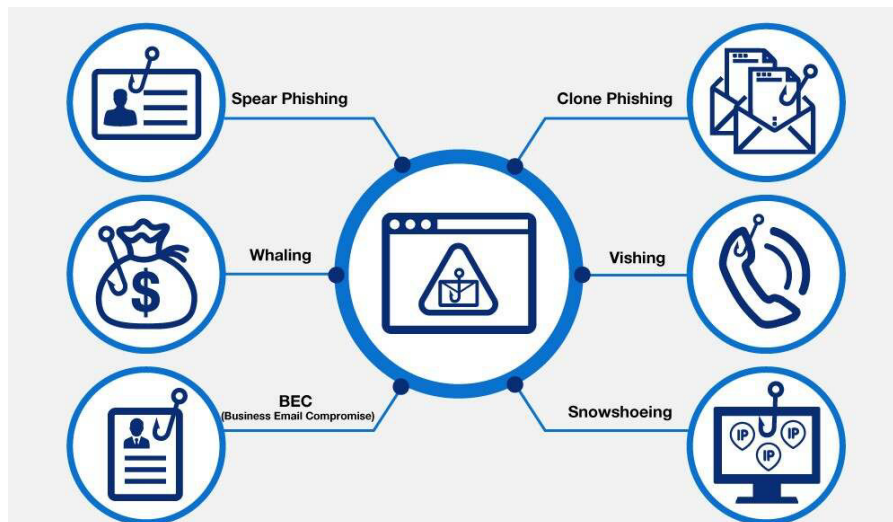 Spear Phishing
Clone Phishing
Whaling
$
Vishing
BEC
(Business Email Compromise)
Snowshoeing
IP
IP
IP